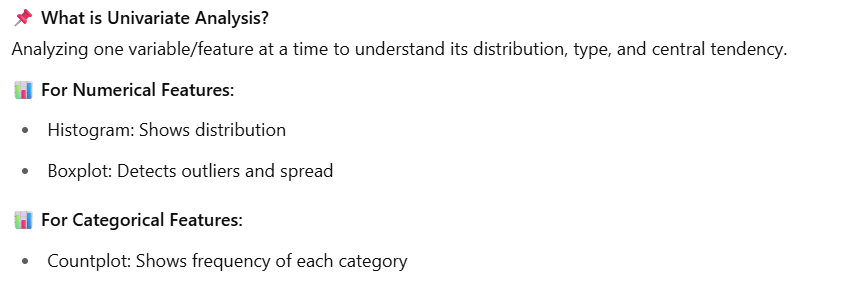 📌 What is Univariate Analysis?
Analyzing one variable/feature at a time to understand its distribution, type, and central tendency.
📊 For Numerical Features:
• Histogram: Shows distribution
• Boxplot: Detects outliers and spread
📊 For Categorical Features:
• Countplot: Shows frequency of each category